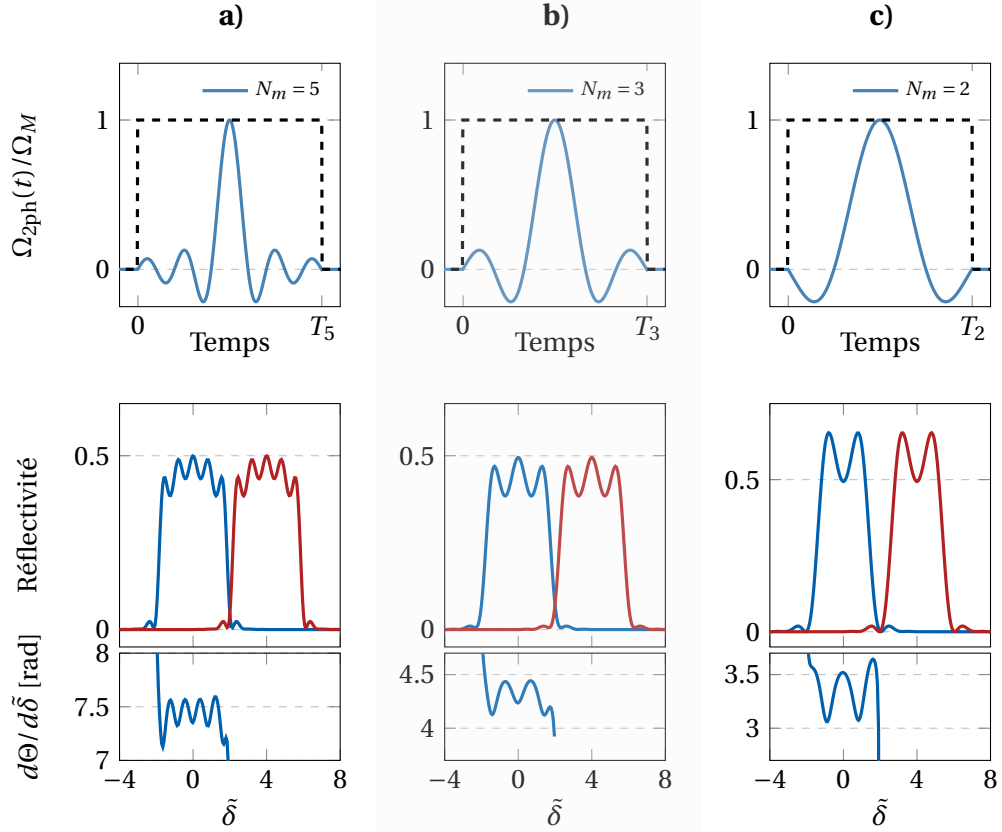 a) b) c)
N_m = 5 N_m = 3 N_m = 2
Ω_2ph(t)/Ω_M
1 1 1
0 0 0
0 T_5 0 T_3 0 T_2
Temps Temps Temps
Réflectivité
0.5 0.5 0.5
0 0 0
dΘ/dδ̃ [rad]
8 4.5 3.5
7.5 4 3
7
−4 0 4 8 −4 0 4 8 −4 0 4 8
δ̃ δ̃ δ̃